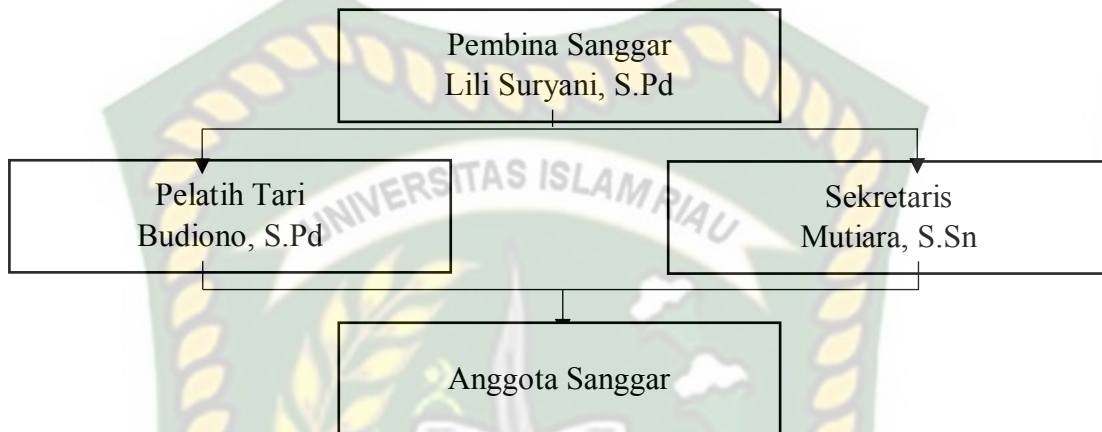 Pembina Sanggar
Lili Suryani, S.Pd
UNIVERSITAS ISLAM RIAU
Pelatih Tari
Budiono, S.Pd
Sekretaris
Mutiara, S.Sn
Anggota Sanggar